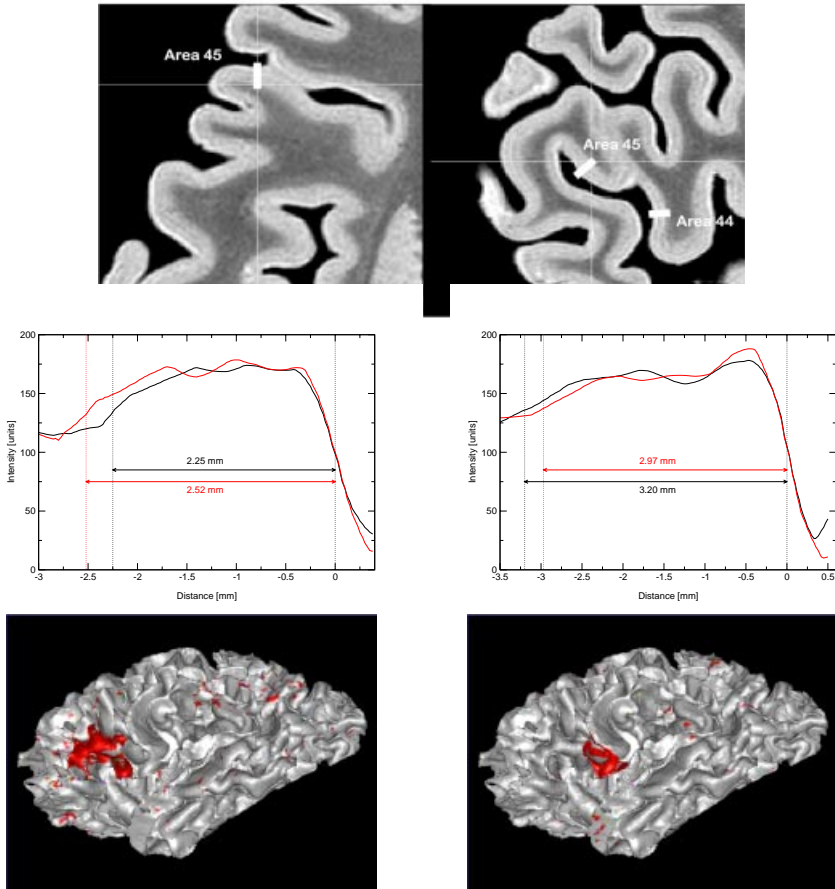 Area 45
Area 45
Area 44
200
150
100
50
0
Intensity [units]
2.25 mm
2.52 mm
-3 -2.5 -2 -1.5 -1 -0.5 0
Distance [mm]
200
150
100
50
0
Intensity [units]
2.97 mm
3.20 mm
-3.5 -3 -2.5 -2 -1.5 -1 -0.5 0 0.5
Distance [mm]